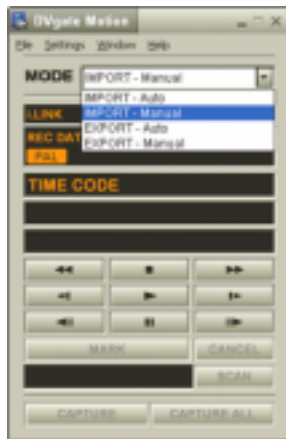 DVgate Motion
File Settings Window Help
MODE IMPORT - Manual
IMPORT - Auto
i.LINK IMPORT - Manual
REC DAT EXPORT - Auto
EXPORT - Manual
PAL
TIME CODE
MARK CANCEL
SCAN
CAPTURE CAPTURE ALL